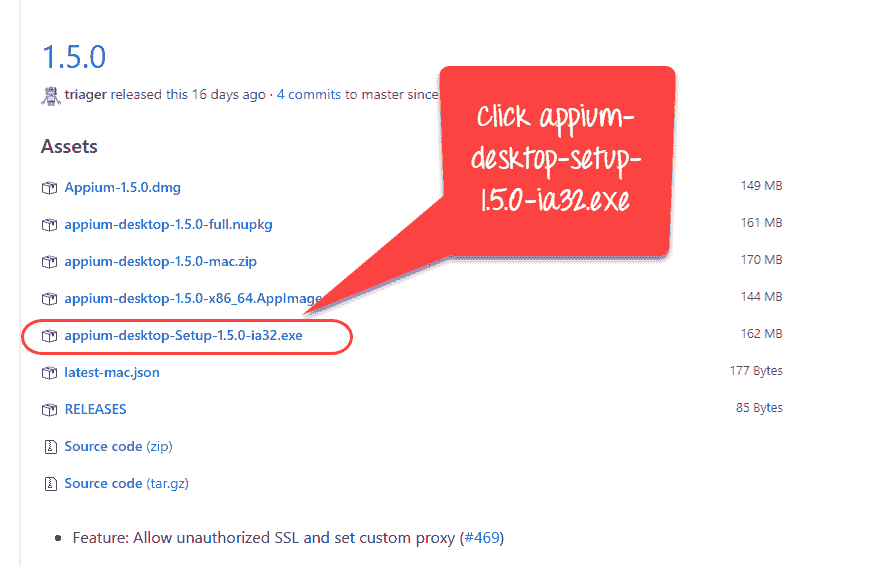 1.5.0
triager released this 16 days ago · 4 commits to master since
Click appium-
desktop-setup-
1.5.0-ia32.exe
Assets
Appium-1.5.0.dmg 149 MB
appium-desktop-1.5.0-full.nupkg 161 MB
appium-desktop-1.5.0-mac.zip 170 MB
appium-desktop-1.5.0-x86_64.AppImage 144 MB
appium-desktop-Setup-1.5.0-ia32.exe 162 MB
latest-mac.json 177 Bytes
RELEASES 85 Bytes
Source code (zip)
Source code (tar.gz)
• Feature: Allow unauthorized SSL and set custom proxy (#469)